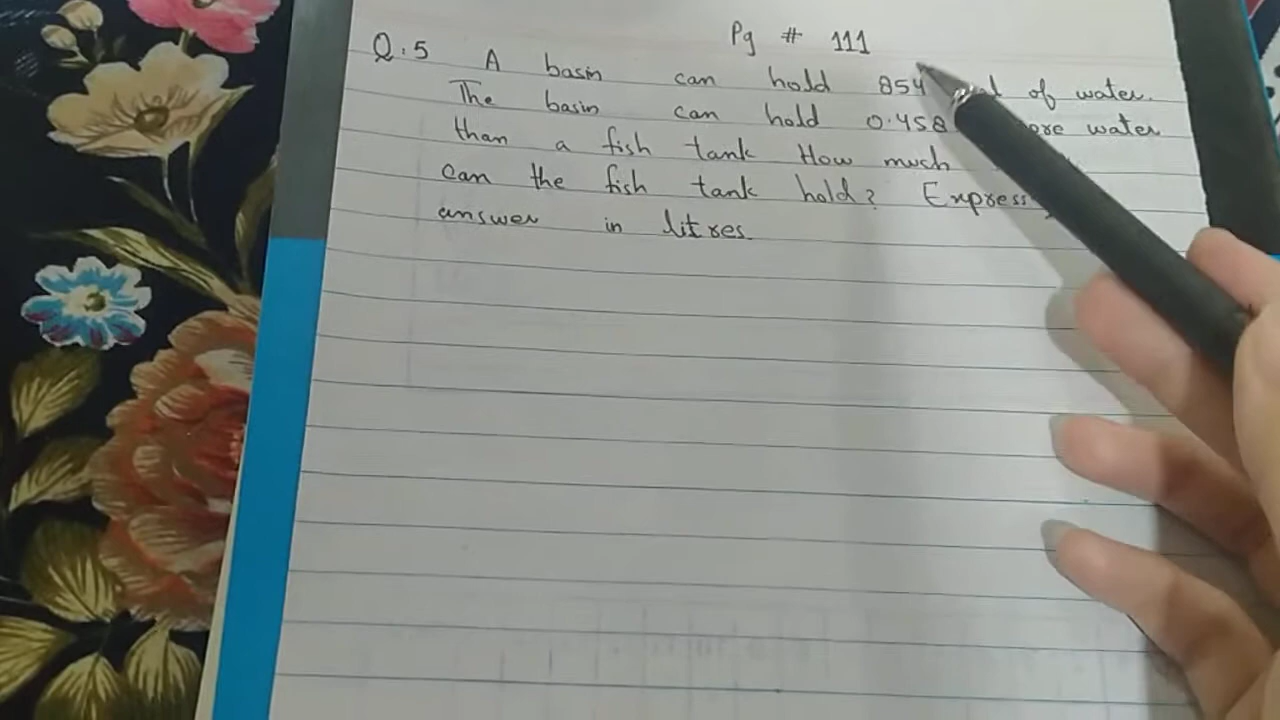 Pg # 111
Q.5 A basin can hold 854 of water.
The basin can hold 0.458 water
than a fish tank How much
can the fish tank hold? Express
answer in litres